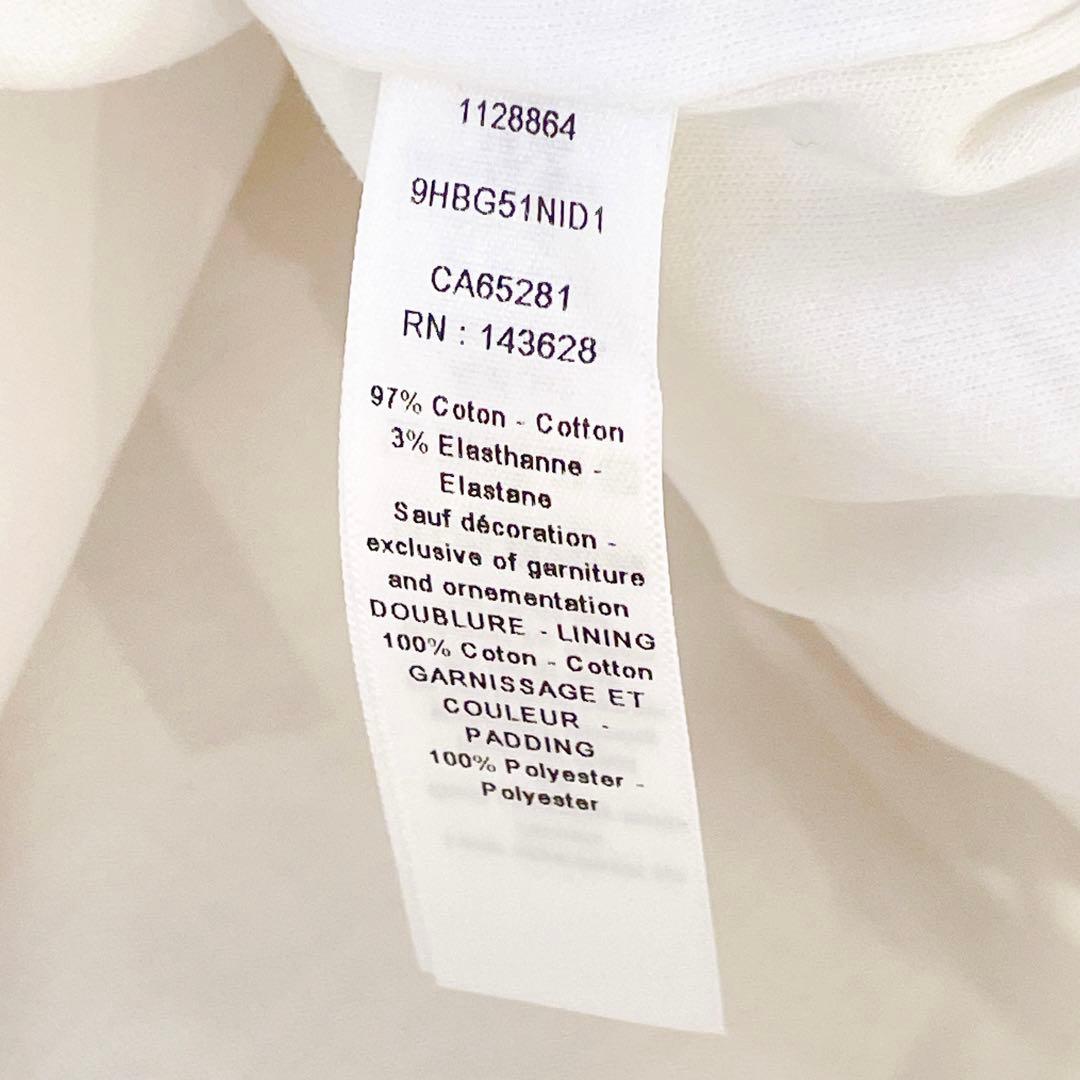 1128864
9HBG51NID1
CA65281
RN : 143628
97% Coton - Cotton
3% Elasthanne -
Elastane
Sauf décoration -
exclusive of garniture
and ornementation
DOUBLURE - LINING
100% Coton - Cotton
GARNISSAGE ET
COULEUR -
PADDING
100% Polyester -
Polyester